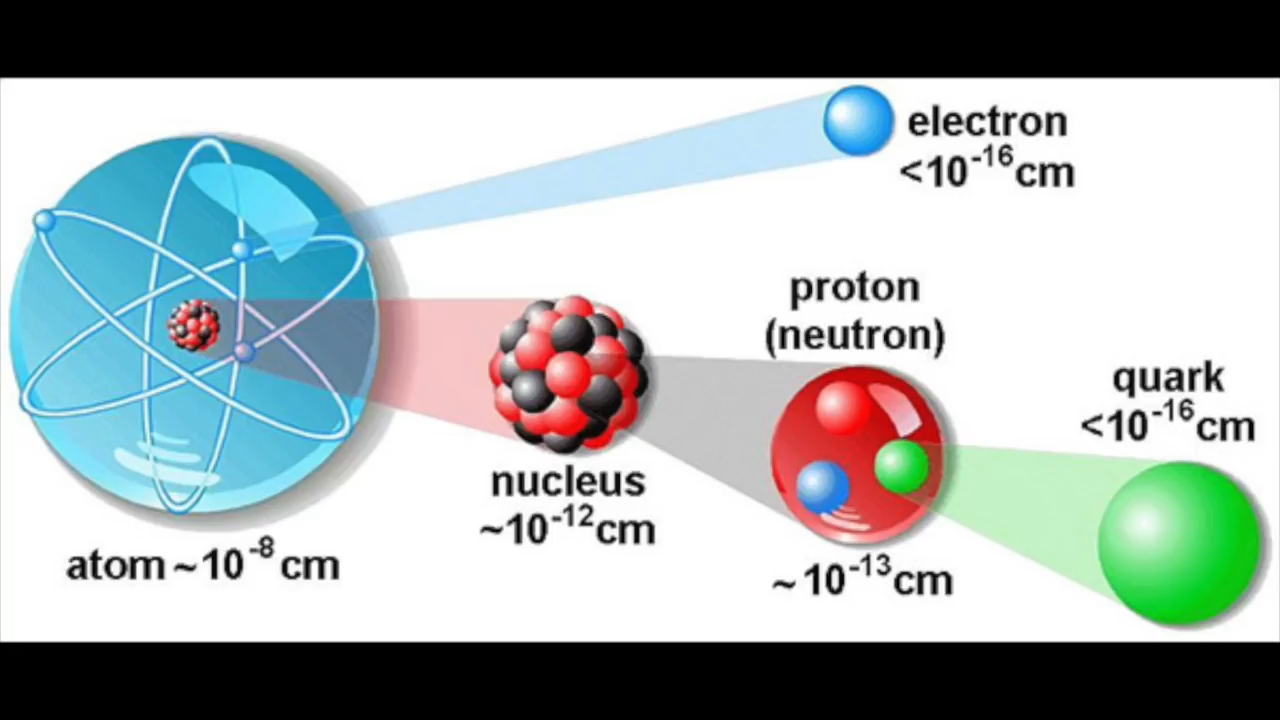 electron
<10⁻¹⁶cm
proton
(neutron)
quark
<10⁻¹⁶cm
nucleus
~10⁻¹²cm
atom ~10⁻⁸ cm
~10⁻¹³cm